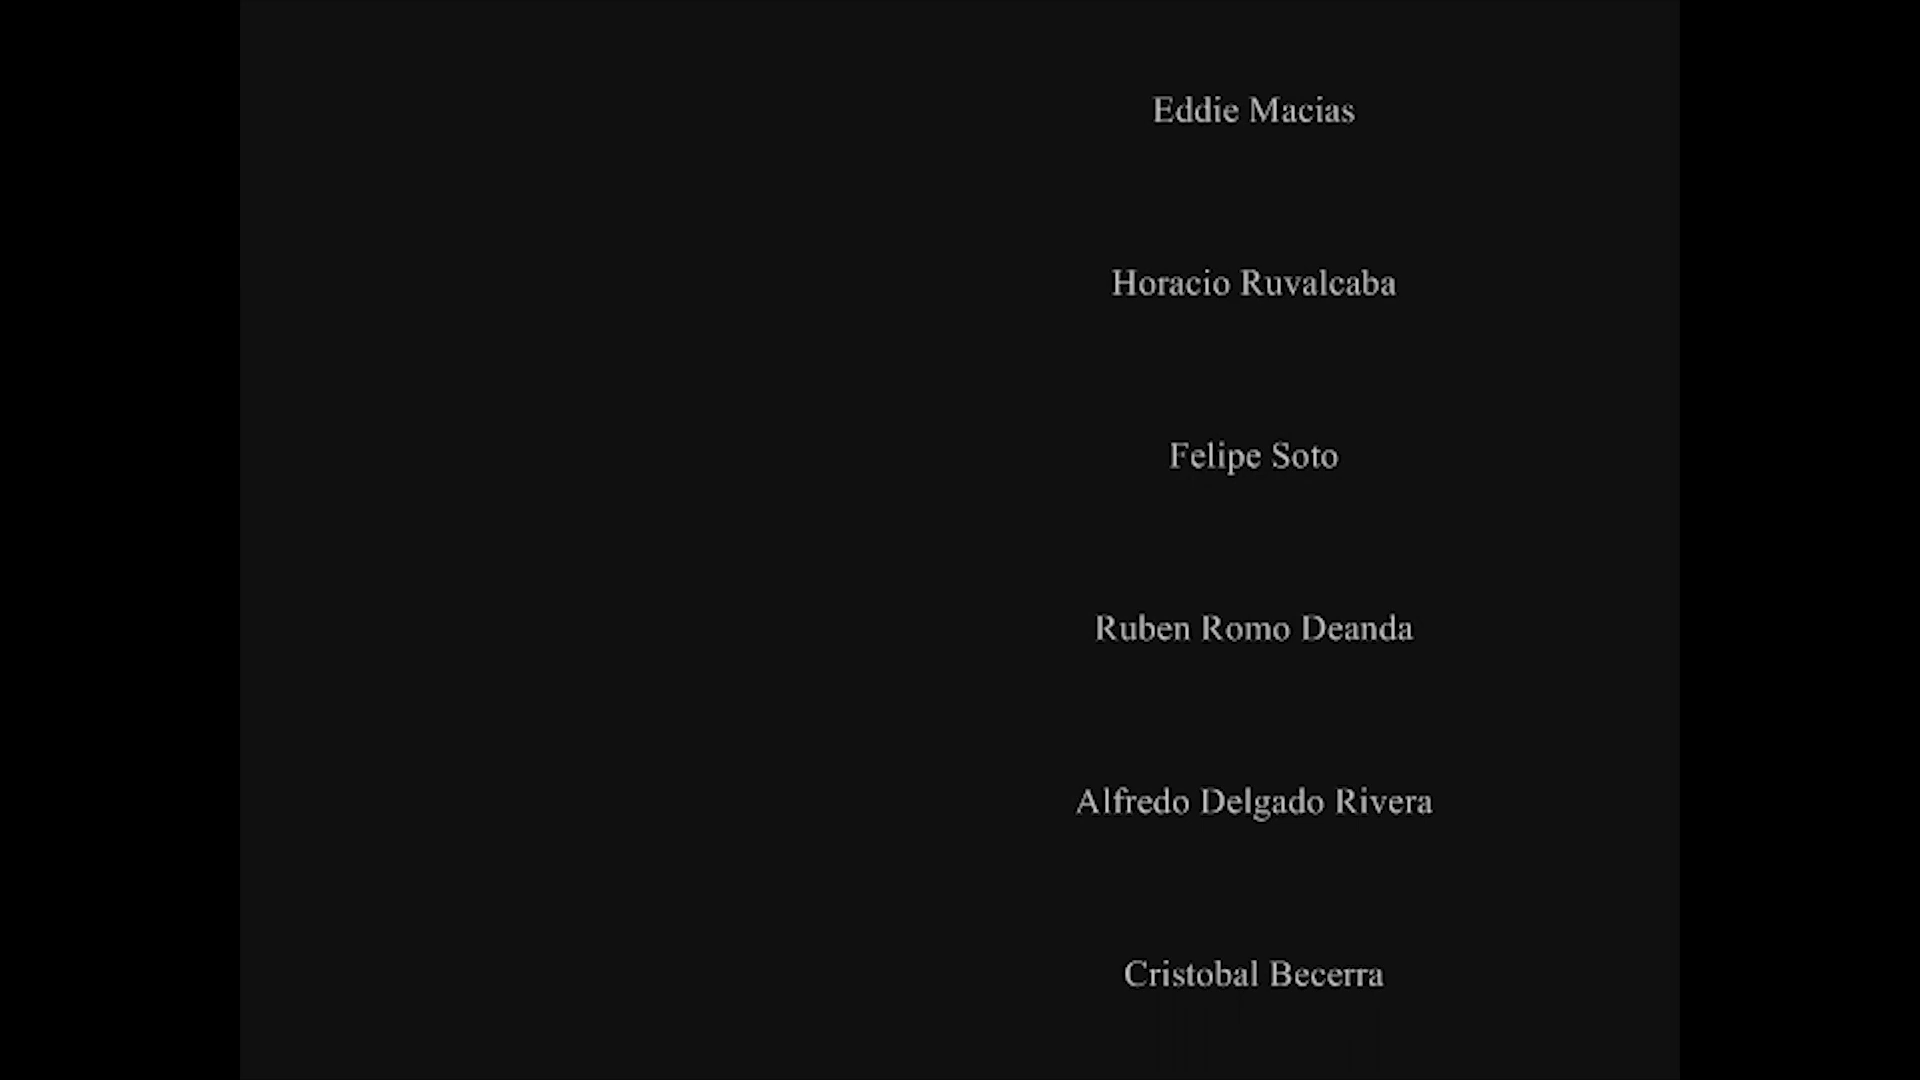 Eddie Macias
Horacio Ruvalcaba
Felipe Soto
Ruben Romo Deanda
Alfredo Delgado Rivera
Cristobal Becerra